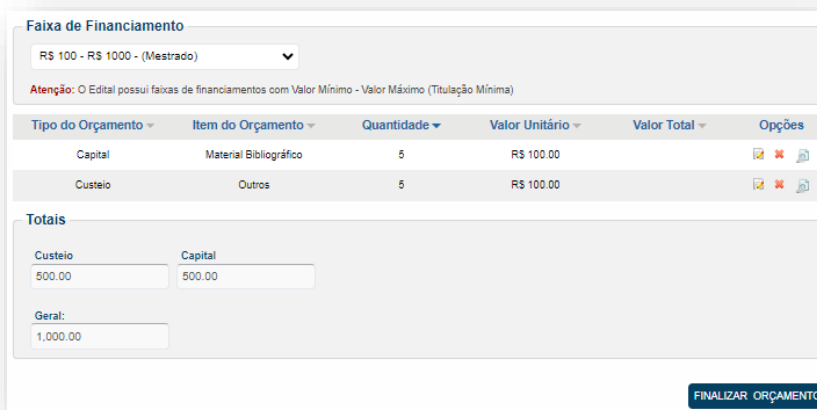 Faixa de Financiamento
R$ 100 - R$ 1000 - (Mestrado)
Atenção: O Edital possui faixas de financiamentos com Valor Mínimo - Valor Máximo (Titulação Mínima)
Tipo do Orçamento Item do Orçamento Quantidade Valor Unitário Valor Total Opções
Capital Material Bibliográfico 5 R$ 100.00
Custeio Outros 5 R$ 100.00
Totais
Custeio Capital
500.00 500.00
Geral:
1,000.00
FINALIZAR ORÇAMENTO